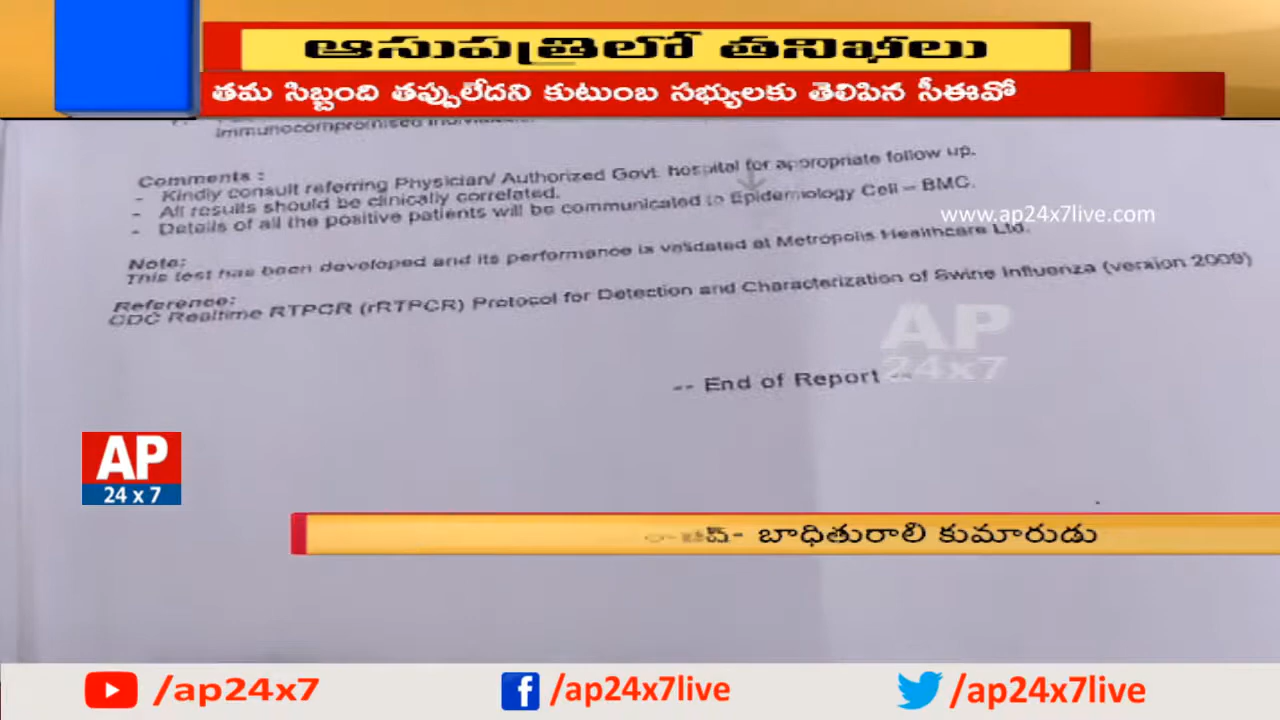 ఆసుపత్రిలో తనిఖీలు
తమ సిబ్బంది తప్పులేదని కుటుంబ సభ్యులకు తెలిపిన సీఈవో
Immunocompromised
Comments :
- Kindly consult referring Physician/ Authorized Govt. hospital for appropriate follow up.
- All results should be clinically correlated.
- Details of all the positive patients will be communicated to Epidemiology Cell – BMC.
www.ap24x7live.com
Note:
This test has been developed and its performance is validated at Metropolis Healthcare Ltd.
Reference:
CDC Realtime RTPCR (rRTPCR) Protocol for Detection and Characterization of Swine Influenza (version 2009)
AP
24x7
-- End of Report --
AP
24 x 7
బాధితురాలి కుమారుడు
/ap24x7
/ap24x7live
/ap24x7live